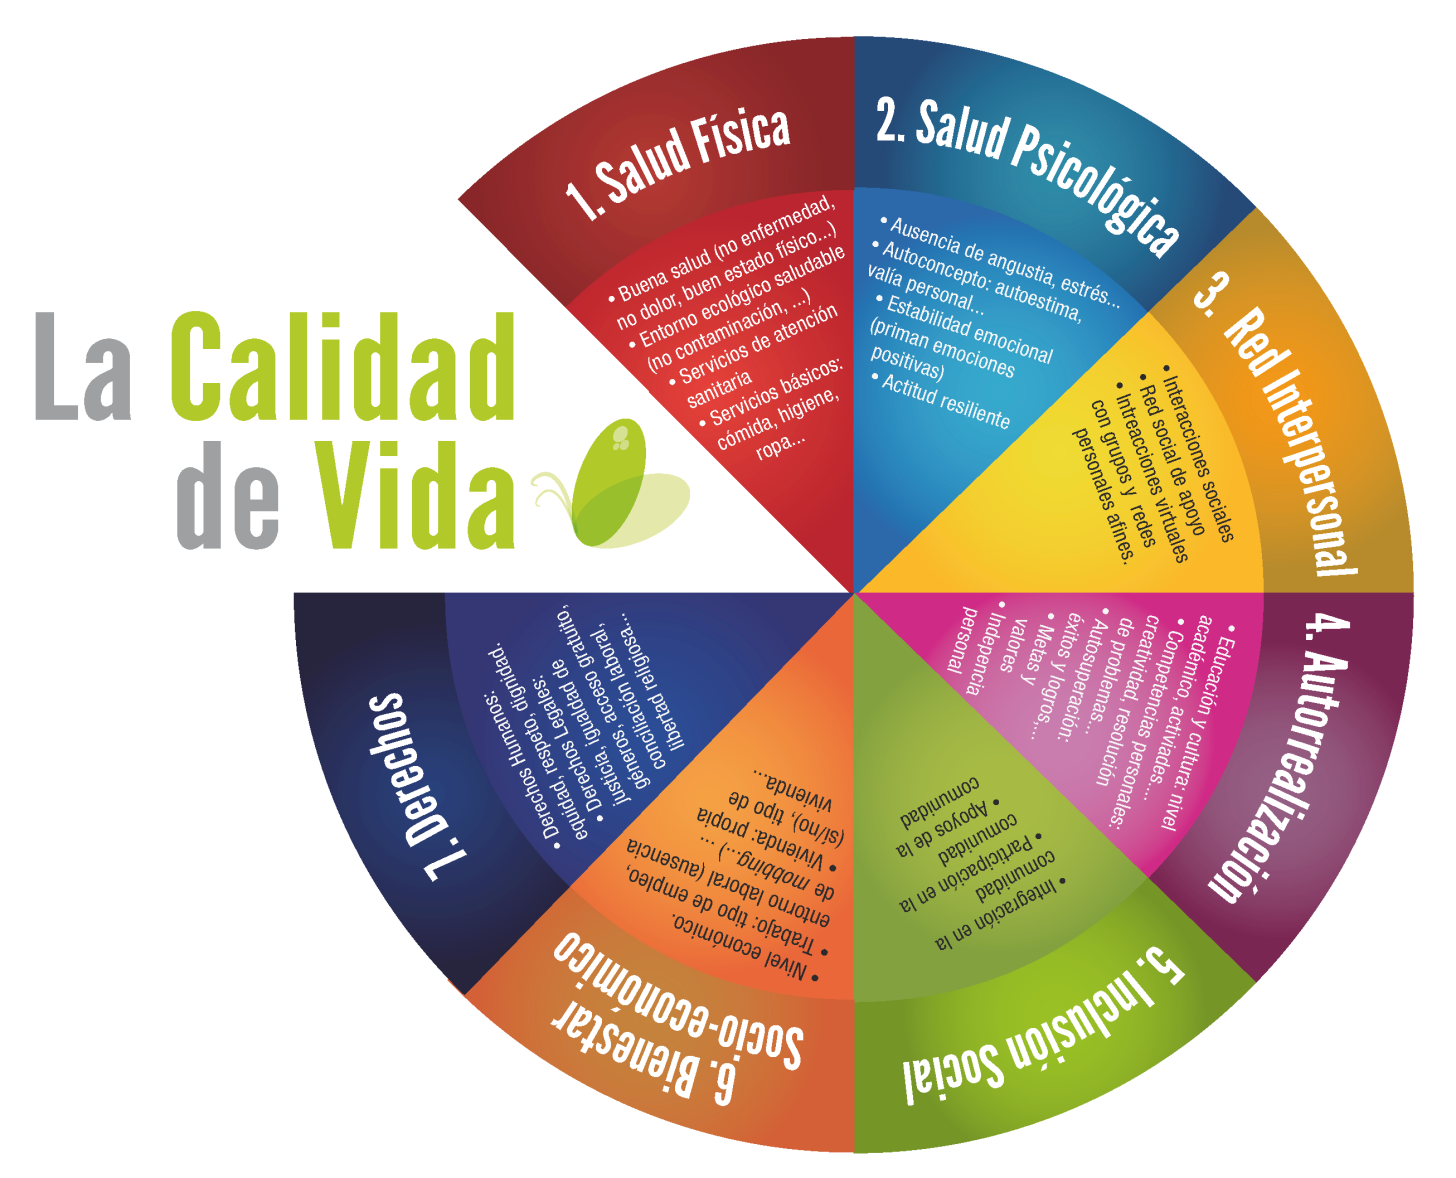 La Calidad
de Vida
1. Salud Física
• Buena salud (no enfermedad,
no dolor, buen estado físico...)
• Entorno ecológico saludable
(no contaminación, ...)
• Servicios de atención
sanitaria
• Servicios básicos:
cómida, higiene,
ropa...
2. Salud Psicológica
• Ausencia de angustia, estrés...
• Autoconcepto: autoestima,
valía personal...
• Estabilidad emocional
(priman emociones
positivas)
• Actitud resiliente
3. Red Interpersonal
• Interacciones sociales
• Red social de apoyo
• Intreacciones virtuales
con grupos y redes
personales afines.
4. Autorrealización
• Educación y cultura: nivel
académico, activiades....
• Competencias personales:
creatividad, resolución
de problemas...
• Autosuperación:
éxitos y logros,...
• Metas y
valores
• Indepencia
personal
5. Inclusión Social
• Integración en la
comunidad
• Participación en la
comunidad
• Apoyos de la
comunidad
6. Bienestar
Socio-económico
• Nivel económico.
• Trabajo: tipo de empleo,
entorno laboral (ausencia
de mobbing...) ...
• Vivienda: propia
(si/no), tipo de
vivienda...
7. Derechos
• Derechos Humanos:
equidad, respeto, dignidad.
• Derechos Legales:
justicia, igualdad de
géneros, acceso gratuito,
conciliación laboral,
libertad religiosa...